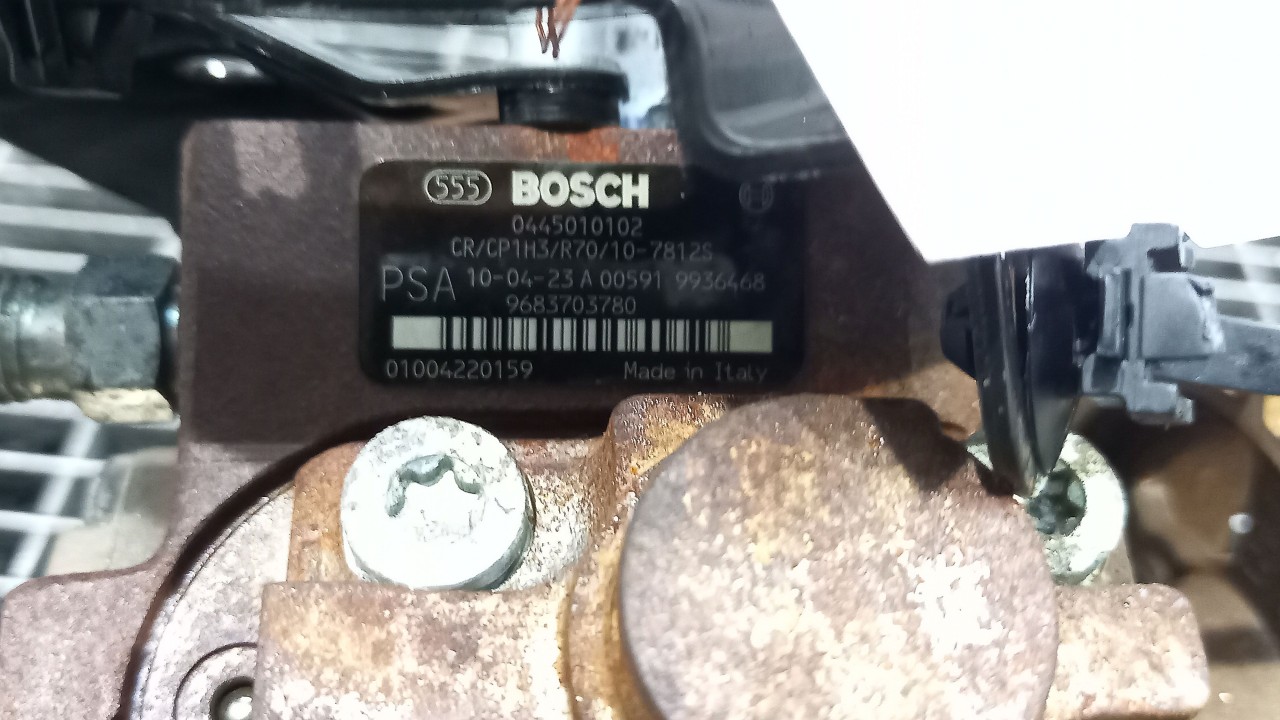 555 BOSCH
0445010102
CR/CP1H3/R70/10-7812S
PSA 10-04-23 A 00591 9936468
9683703780
01004220159 Made in Italy